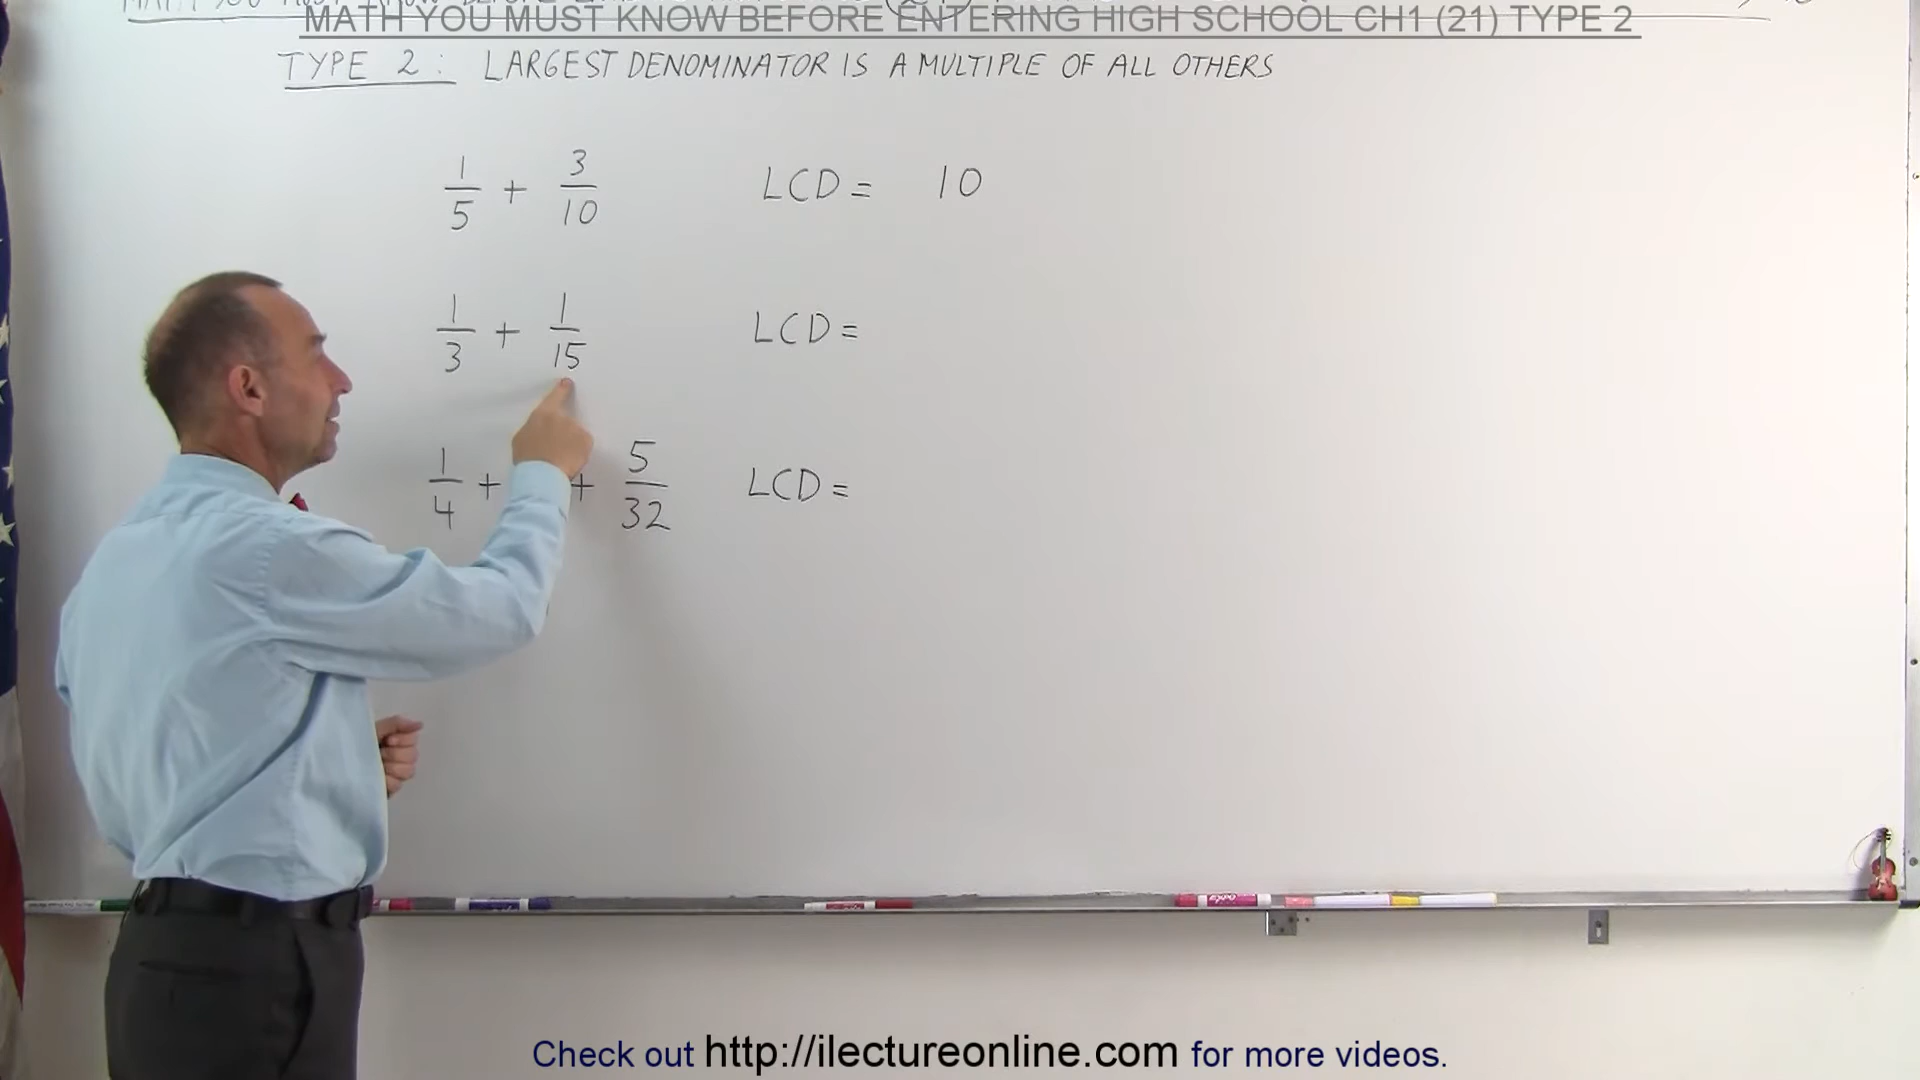 MATH YOU MUST KNOW BEFORE ENTERING HIGH SCHOOL CH1 (21) TYPE 2
TYPE 2 : LARGEST DENOMINATOR IS A MULTIPLE OF ALL OTHERS
1/5 + 3/10 LCD = 10
1/3 + 1/15 LCD =
1/4 + + 5/32 LCD =
Check out http://ilectureonline.com for more videos.